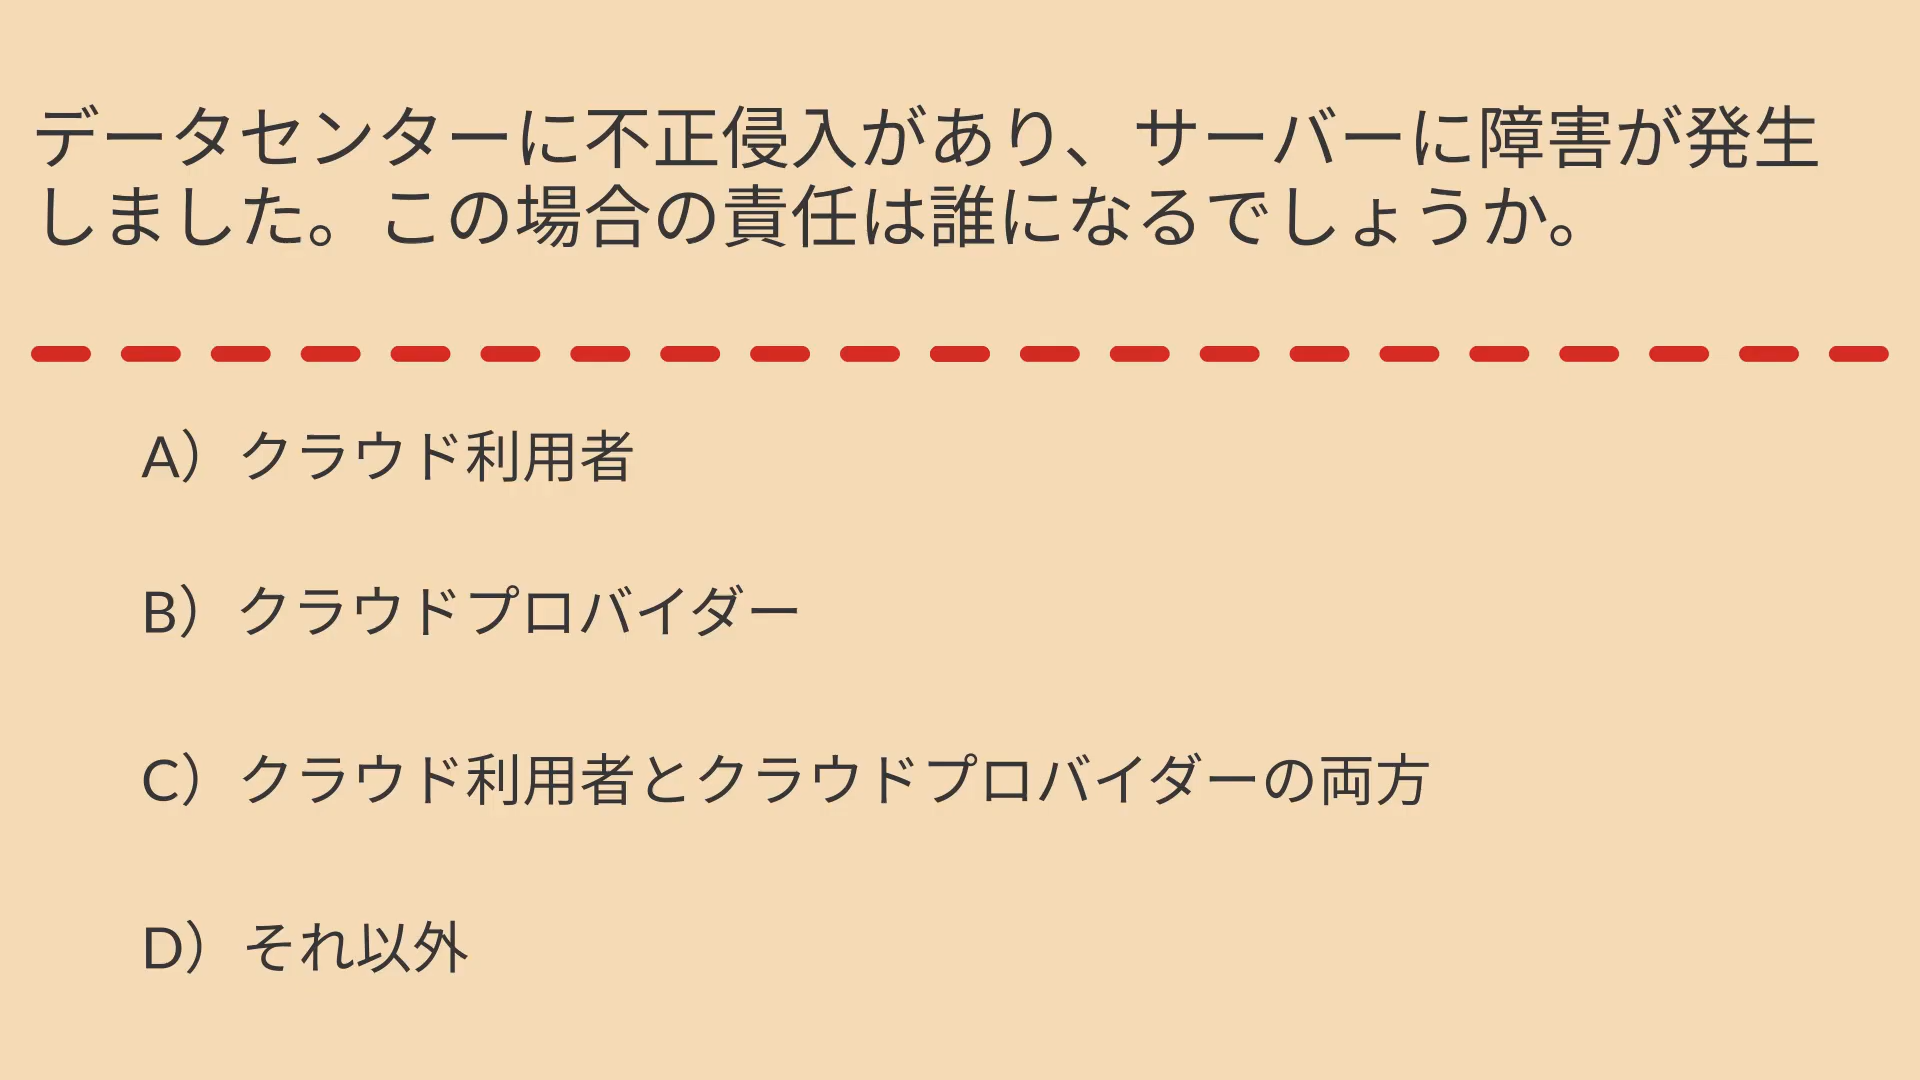 データセンターに不正侵入があり、サーバーに障害が発生
しました。この場合の責任は誰になるでしょうか。
A）クラウド利用者
B）クラウドプロバイダー
C）クラウド利用者とクラウドプロバイダーの両方
D）それ以外